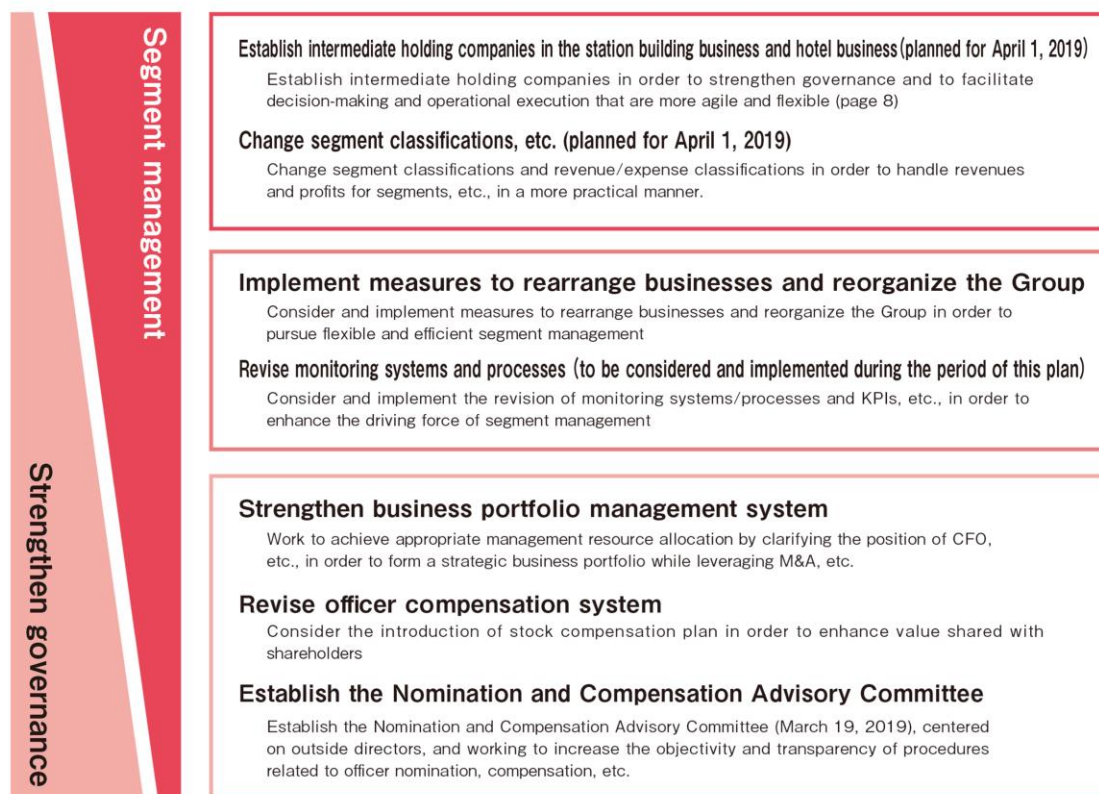 Segment management
Strengthen governance
Establish intermediate holding companies in the station building business and hotel business (planned for April 1, 2019)
Establish intermediate holding companies in order to strengthen governance and to facilitate
decision-making and operational execution that are more agile and flexible (page 8)
Change segment classifications, etc. (planned for April 1, 2019)
Change segment classifications and revenue/expense classifications in order to handle revenues
and profits for segments, etc., in a more practical manner.
Implement measures to rearrange businesses and reorganize the Group
Consider and implement measures to rearrange businesses and reorganize the Group in order to
pursue flexible and efficient segment management
Revise monitoring systems and processes (to be considered and implemented during the period of this plan)
Consider and implement the revision of monitoring systems/processes and KPIs, etc., in order to
enhance the driving force of segment management
Strengthen business portfolio management system
Work to achieve appropriate management resource allocation by clarifying the position of CFO,
etc., in order to form a strategic business portfolio while leveraging M&A, etc.
Revise officer compensation system
Consider the introduction of stock compensation plan in order to enhance value shared with
shareholders
Establish the Nomination and Compensation Advisory Committee
Establish the Nomination and Compensation Advisory Committee (March 19, 2019), centered
on outside directors, and working to increase the objectivity and transparency of procedures
related to officer nomination, compensation, etc.